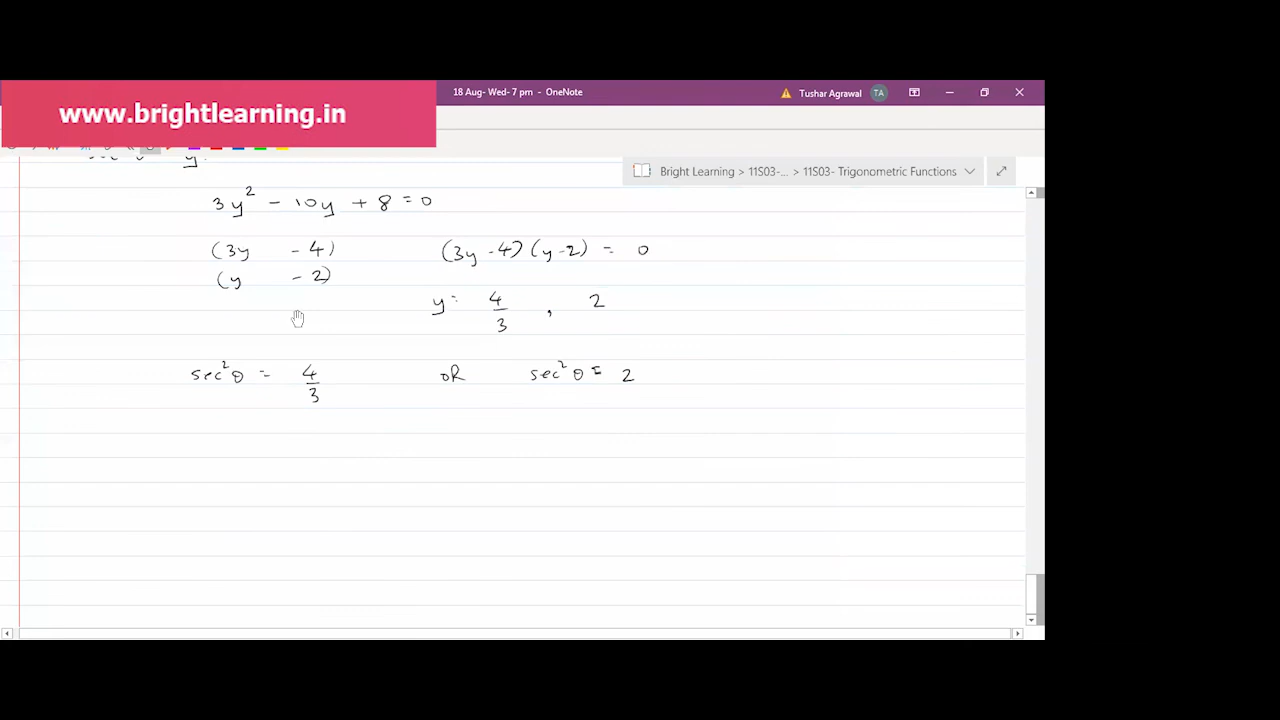 18 Aug- Wed- 7 pm - OneNote
Tushar Agrawal TA
www.brightlearning.in
Bright Learning > 11S03-... > 11S03- Trigonometric Functions
y.
3y² - 10y + 8 = 0
(3y - 4) (3y - 4) (y - 2) = 0
(y - 2)
y = 4/3 , 2
sec²θ = 4/3 OR sec²θ = 2